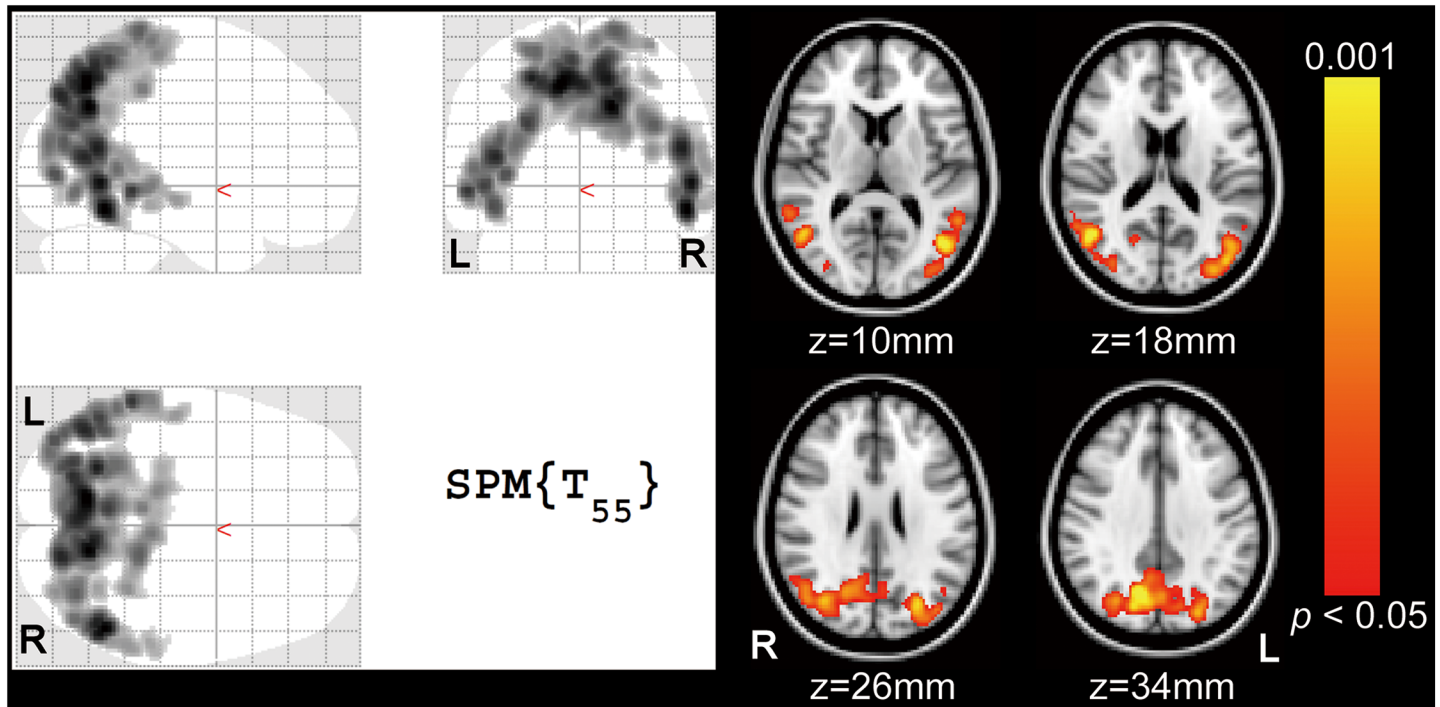 L
R
L
R
<
<
<
SPM{T55}
z=10mm
z=18mm
z=26mm
z=34mm
R
L
0.001
p < 0.05